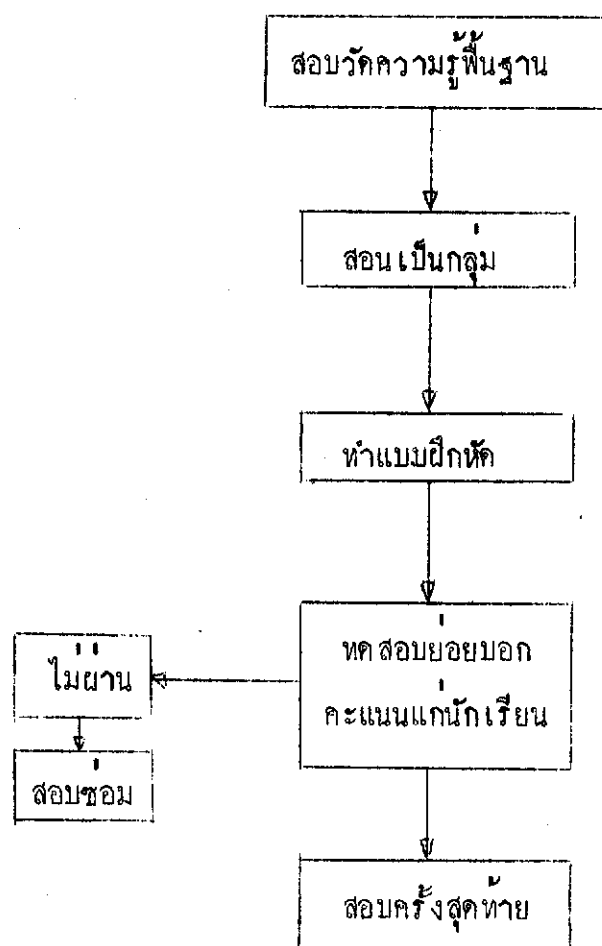 สอบวัดความรู้พื้นฐาน
สอนเป็นกลุ่ม
ทำแบบฝึกหัด
ทดสอบย่อยบอก
คะแนนแก่นักเรียน
ไม่ผ่าน
สอบซ่อม
สอบครั้งสุดท้าย